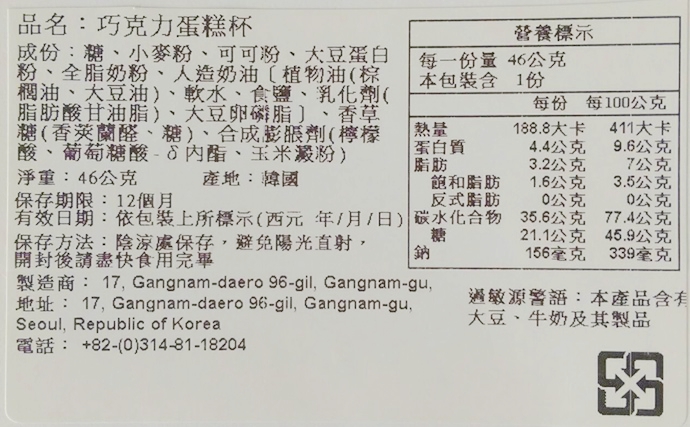 品名：巧克力蛋糕杯
成份：糖、小麥粉、可可粉、大豆蛋白
粉、全脂奶粉、人造奶油〔植物油(棕
櫚油、大豆油)、軟水、食鹽、乳化劑(
脂肪酸甘油脂)、大豆卵磷脂〕、香草
糖(香莢蘭醛、糖)、合成膨脹劑(檸檬
酸、葡萄糖酸-δ內酯、玉米澱粉)
淨重：46公克 產地：韓國
保存期限：12個月
有效日期：依包裝上所標示(西元 年/月/日)
保存方法：陰涼處保存，避免陽光直射，
開封後請盡快食用完畢
製造商： 17, Gangnam-daero 96-gil, Gangnam-gu,
地址： 17, Gangnam-daero 96-gil, Gangnam-gu,
Seoul, Republic of Korea
電話： +82-(0)314-81-18204
營養標示
每一份量 46公克
本包裝含 1份
每份 每100公克
熱量 188.8大卡 411大卡
蛋白質 4.4公克 9.6公克
脂肪 3.2公克 7公克
飽和脂肪 1.6公克 3.5公克
反式脂肪 0公克 0公克
碳水化合物 35.6公克 77.4公克
糖 21.1公克 45.9公克
鈉 156毫克 339毫克
過敏源警語：本產品含有
大豆、牛奶及其製品